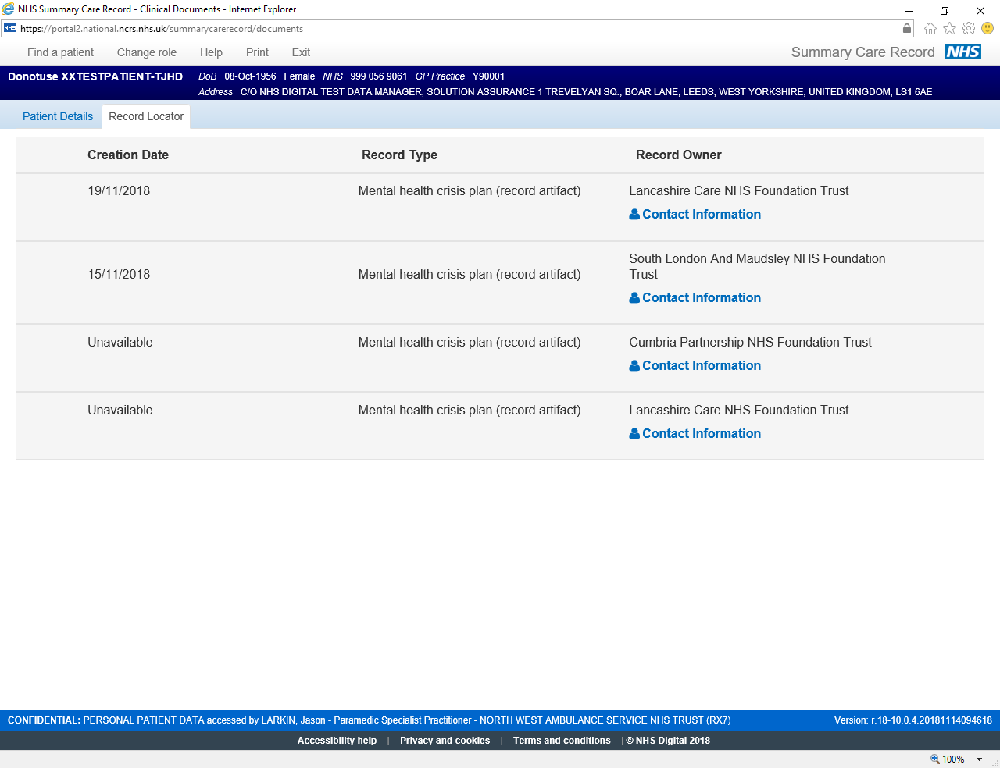 NHS Summary Care Record - Clinical Documents - Internet Explorer
NHS https://portal2.national.ncrs.nhs.uk/summarycarerecord/documents
Find a patient Change role Help Print Exit Summary Care Record NHS
Donotuse XXTESTPATIENT-TJHD DoB 08-Oct-1956 Female NHS 999 056 9061 GP Practice Y90001
Address C/O NHS DIGITAL TEST DATA MANAGER, SOLUTION ASSURANCE 1 TREVELYAN SQ., BOAR LANE, LEEDS, WEST YORKSHIRE, UNITED KINGDOM, LS1 6AE
Patient Details Record Locator
Creation Date Record Type Record Owner
19/11/2018 Mental health crisis plan (record artifact) Lancashire Care NHS Foundation Trust
Contact Information
South London And Maudsley NHS Foundation
15/11/2018 Mental health crisis plan (record artifact) Trust
Contact Information
Unavailable Mental health crisis plan (record artifact) Cumbria Partnership NHS Foundation Trust
Contact Information
Unavailable Mental health crisis plan (record artifact) Lancashire Care NHS Foundation Trust
Contact Information
CONFIDENTIAL: PERSONAL PATIENT DATA accessed by LARKIN, Jason - Paramedic Specialist Practitioner - NORTH WEST AMBULANCE SERVICE NHS TRUST (RX7) Version: r.18-10.0.4.20181114094618
Accessibility help | Privacy and cookies | Terms and conditions | © NHS Digital 2018
100%